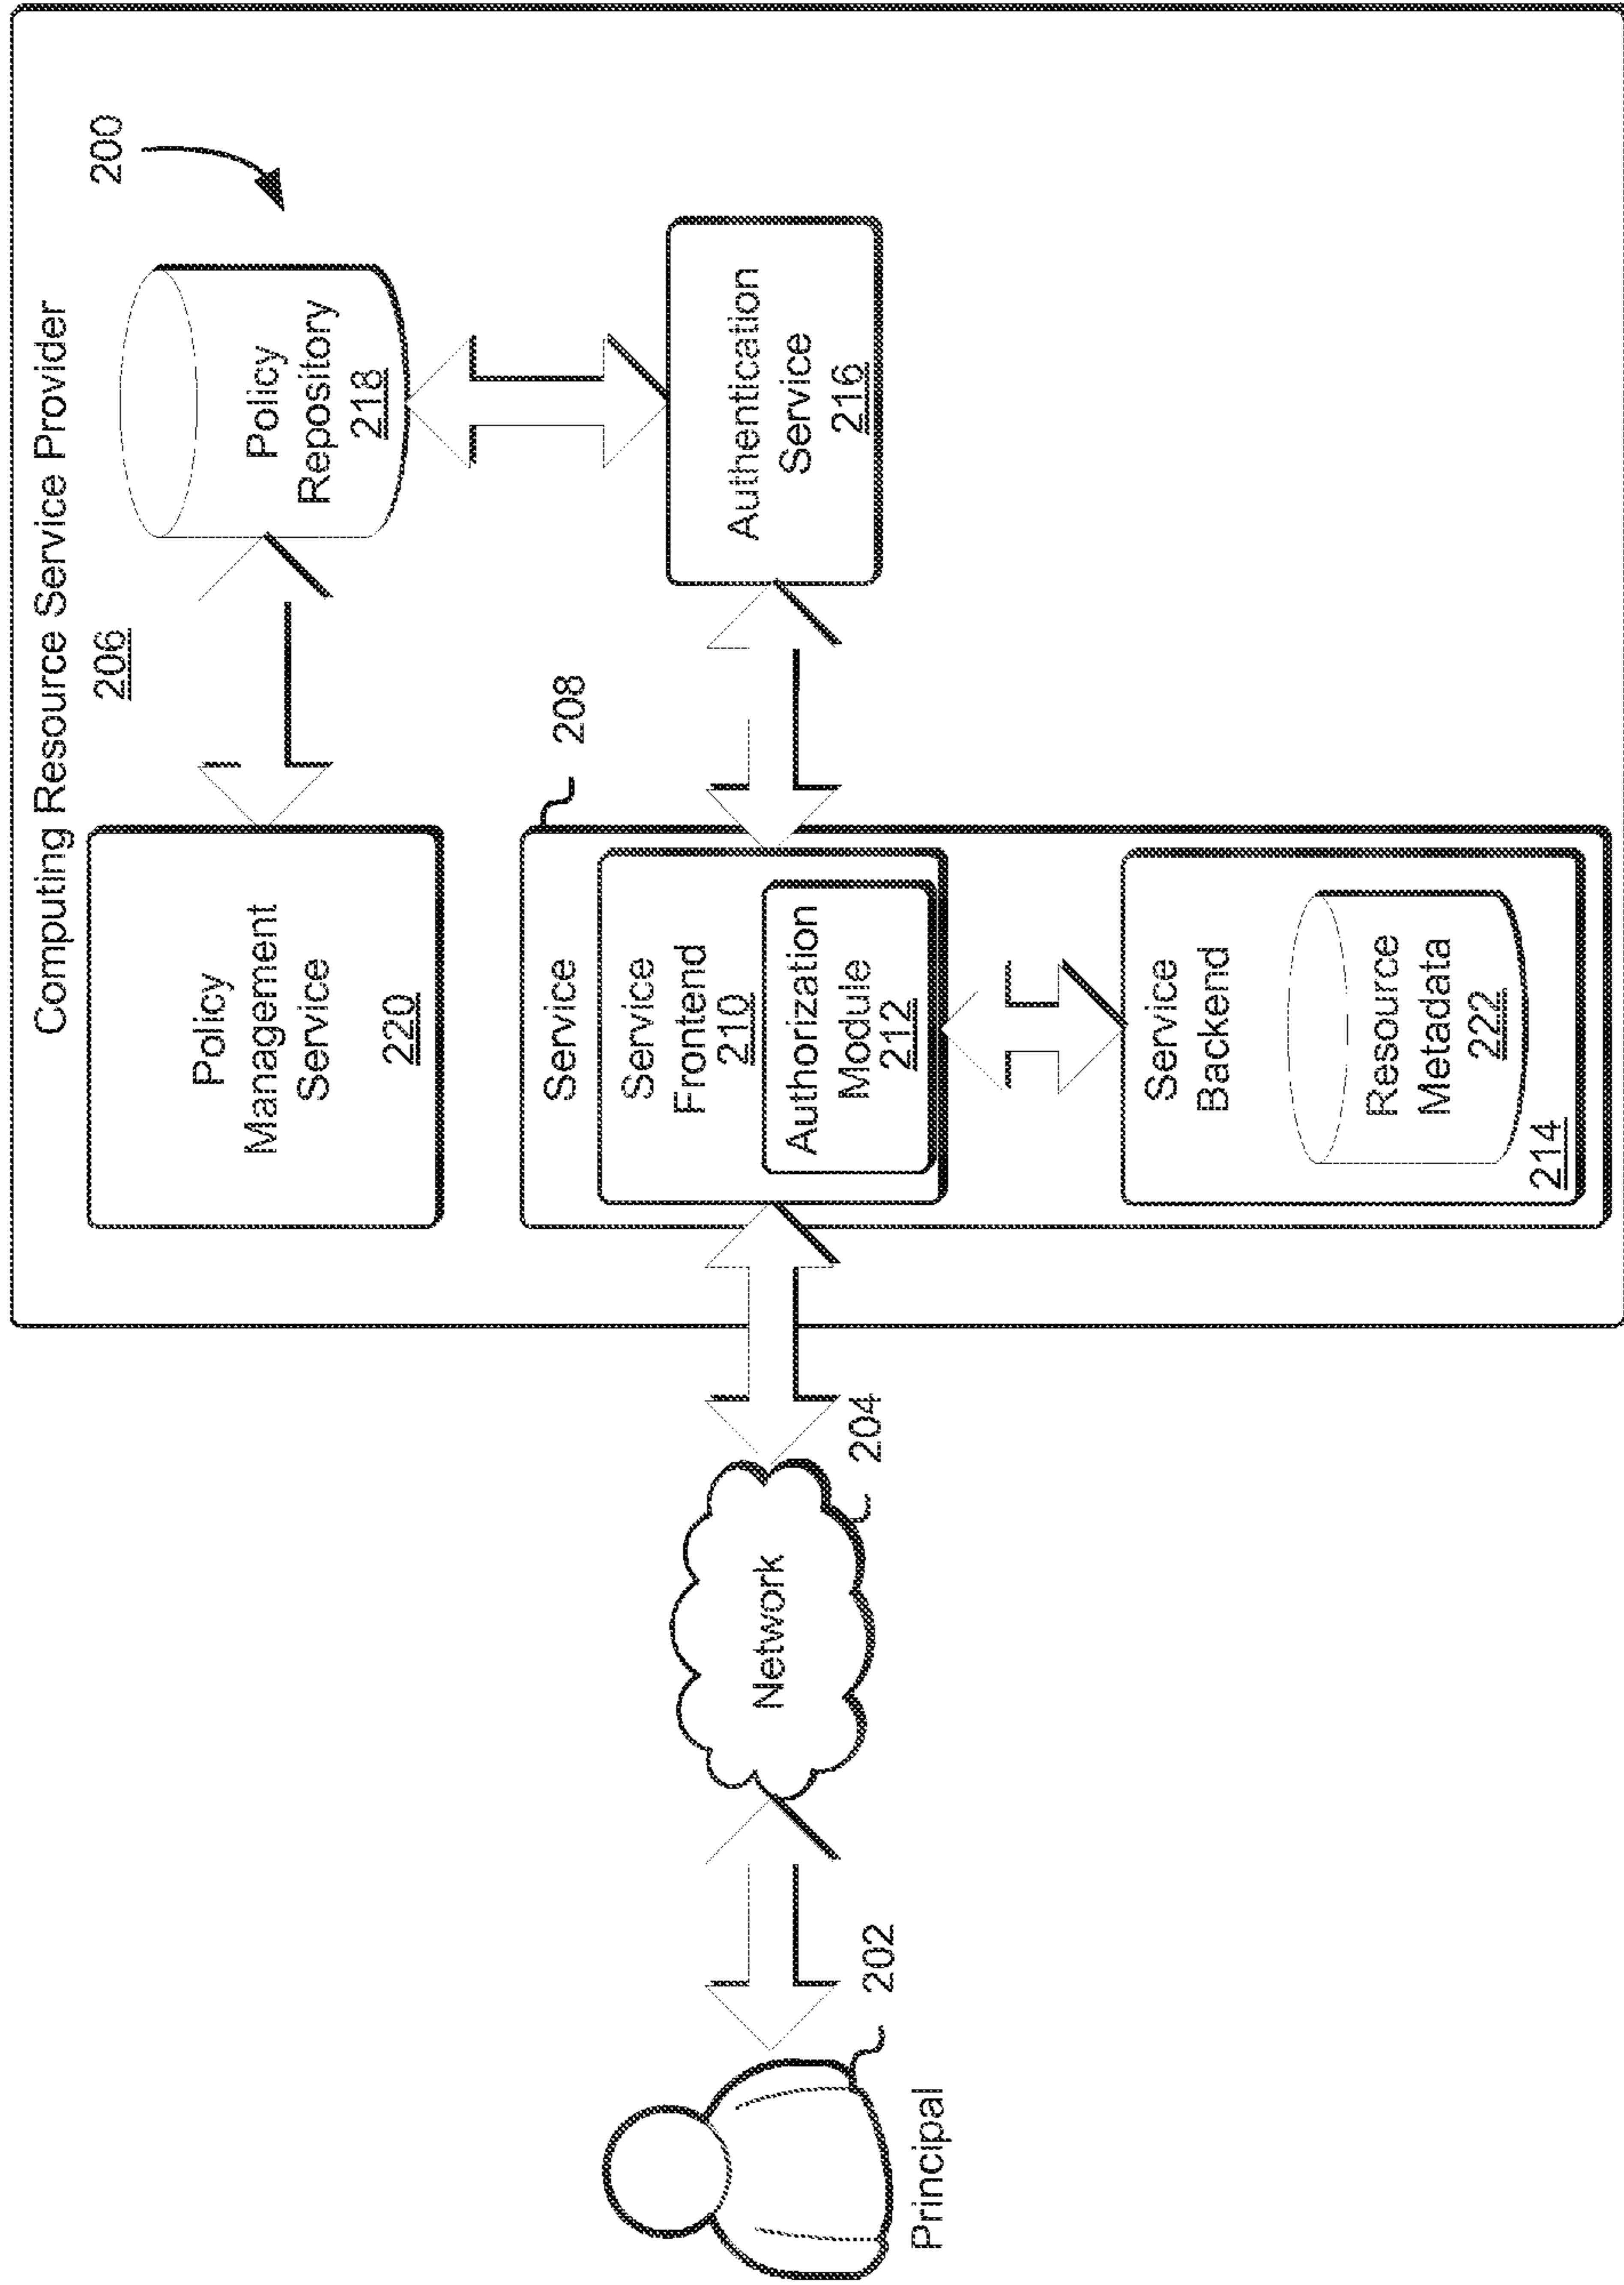 Computing Resource Service Provider
206
200
Policy
Management
Service
220
Policy
Repository
218
208
Service
Service
Frontend
210
Authorization
Module
212
Authentication
Service
216
Principal
202
Network
204
Service
Backend
Resource
Metadata
222
214